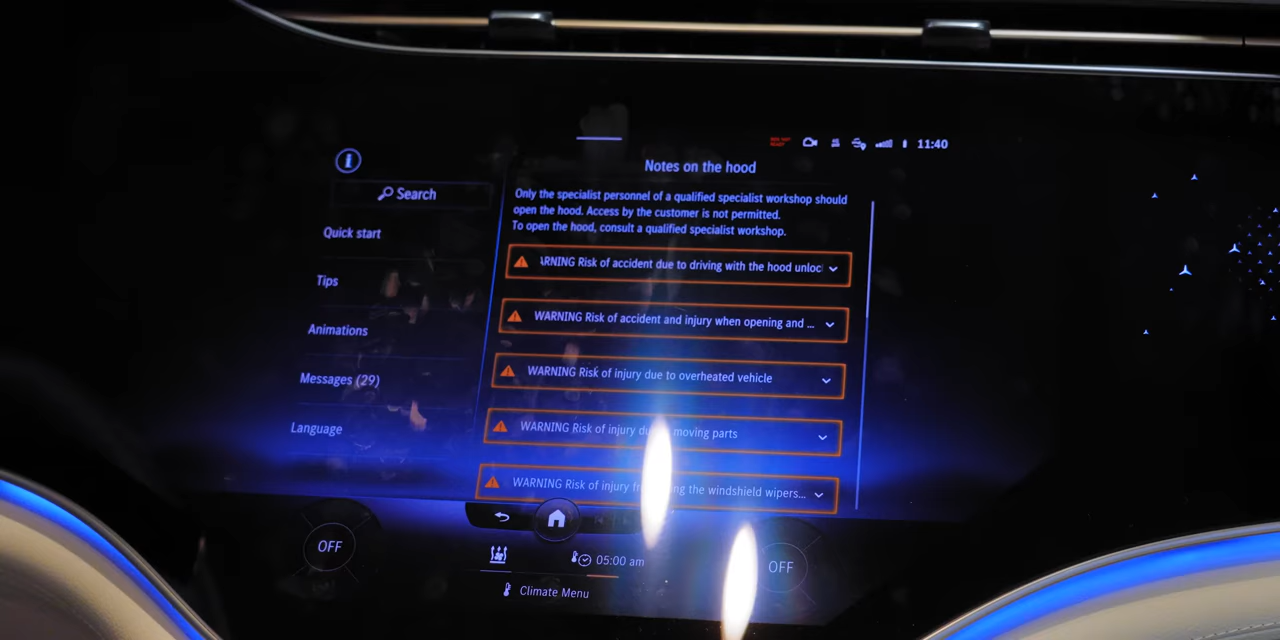 11:40
Notes on the hood
Search
Quick start
Tips
Animations
Messages (29)
Language
Only the specialist personnel of a qualified specialist workshop should
open the hood. Access by the customer is not permitted.
To open the hood, consult a qualified specialist workshop.
ARNING Risk of accident due to driving with the hood unloc
WARNING Risk of accident and injury when opening and ...
WARNING Risk of injury due to overheated vehicle
WARNING Risk of injury moving parts
WARNING Risk of injury the windshield wipers...
OFF
05:00 am
OFF
Climate Menu